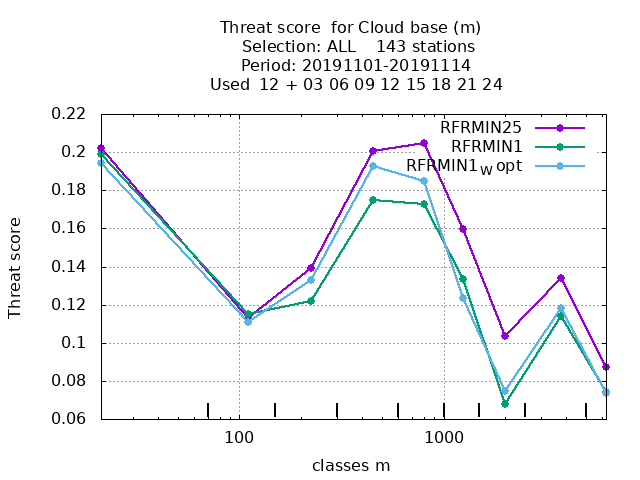 Threat score  for Cloud base (m)
Selection: ALL    143 stations
Period: 20191101-20191114
Used  12 + 03 06 09 12 15 18 21 24
RFRMIN25
RFRMIN1
RFRMIN1W opt
0.22
0.2
0.18
0.16
0.14
0.12
0.1
0.08
0.06
Threat score
100
1000
classes m